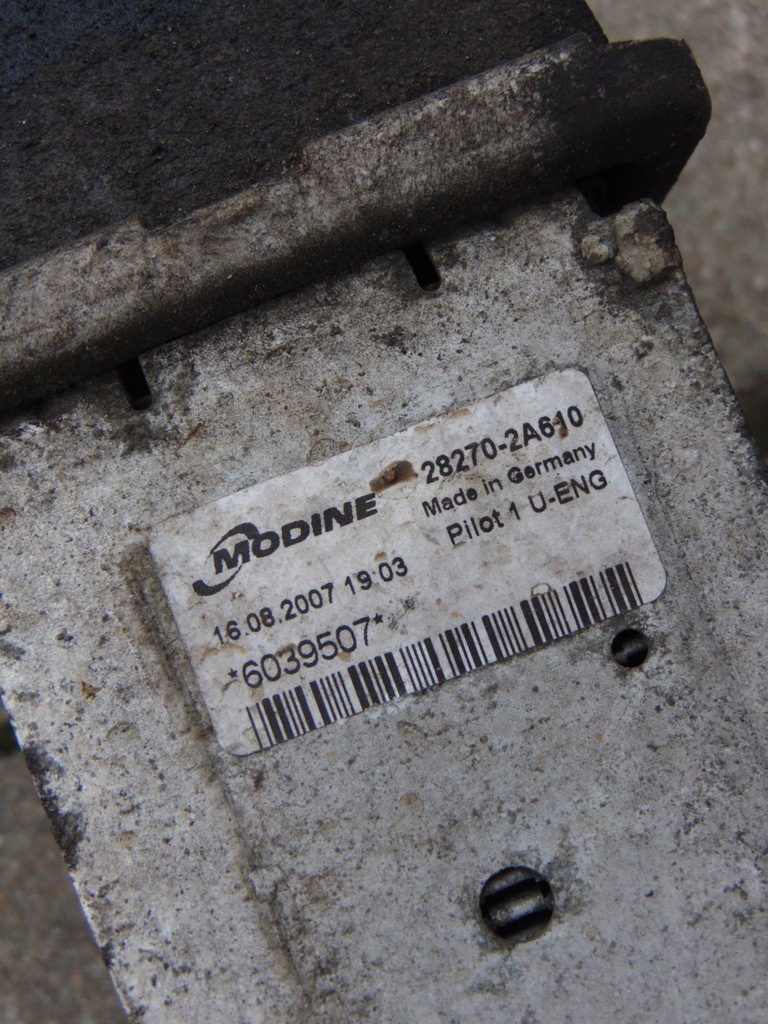 MODINE
28270-2A610
Made in Germany
Pilot 1 U-ENG
16.08.2007 19:03
*6039507*